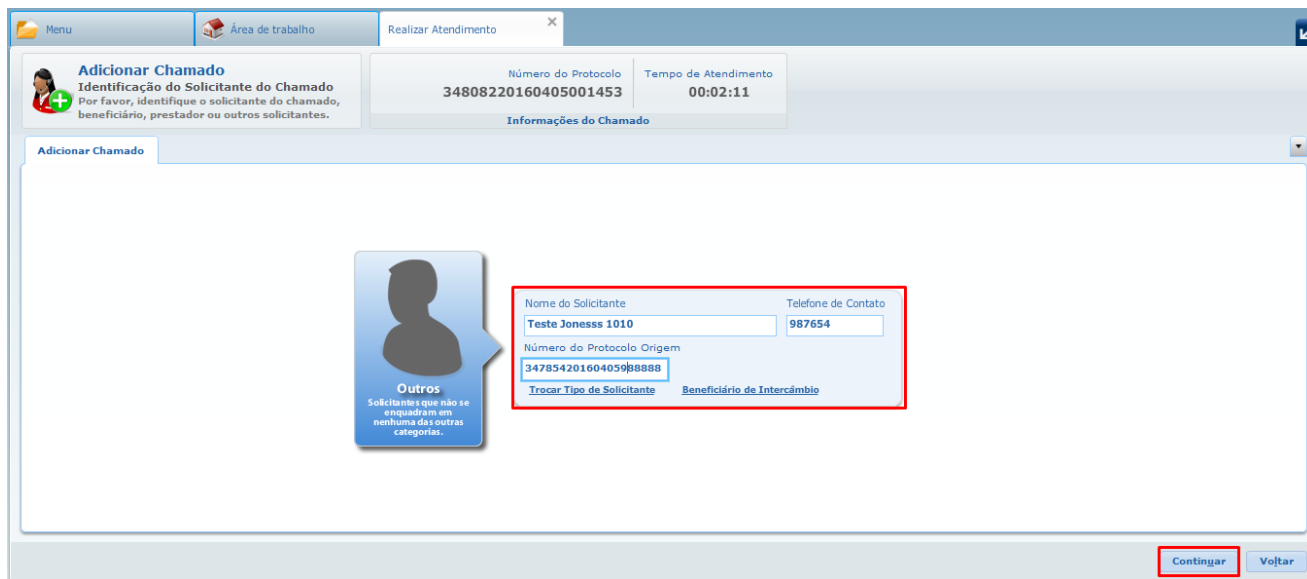 Menu
Área de trabalho
Realizar Atendimento
Adicionar Chamado
Identificação do Solicitante do Chamado
Por favor, identifique o solicitante do chamado,
beneficiário, prestador ou outros solicitantes.
Número do Protocolo
34808220160405001453
Tempo de Atendimento
00:02:11
Informações do Chamado
Adicionar Chamado
Outros
Solicitantes que não se
enquadram em
nenhuma das outras
categorias.
Nome do Solicitante
Telefone de Contato
Teste Jonesss 1010
987654
Número do Protocolo Origem
34785420160405988888
Trocar Tipo de Solicitante
Beneficiário de Intercámbio
Continuar
Voltar